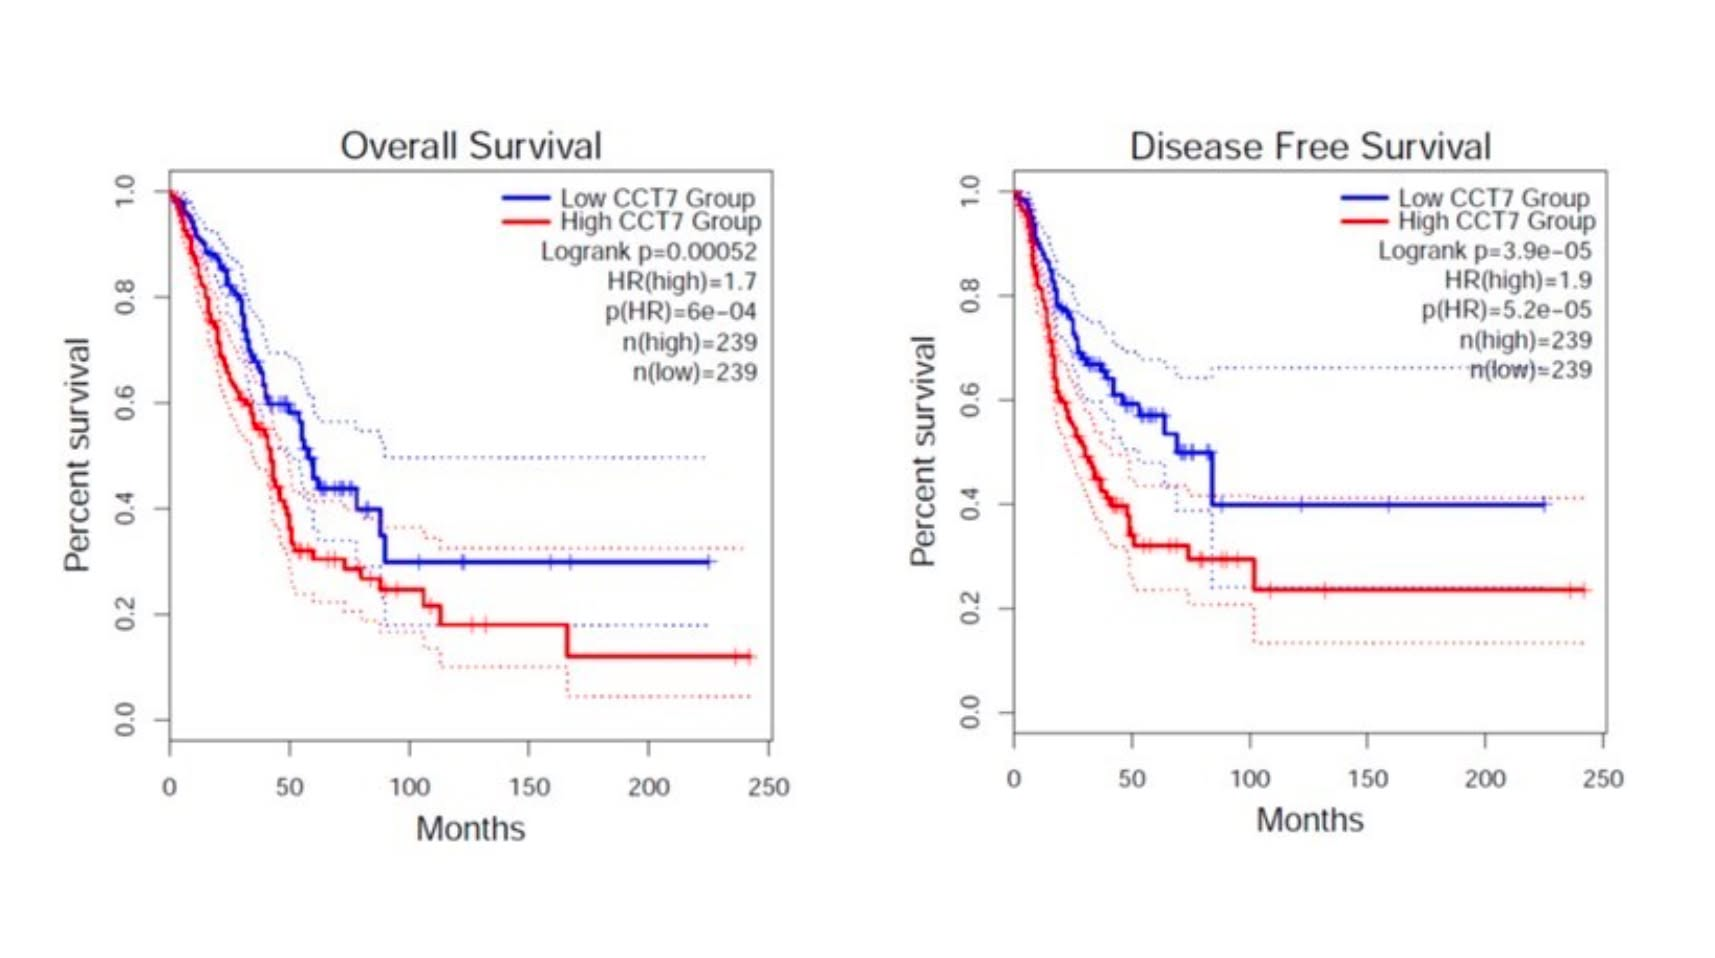 Overall Survival
Percent survival
1.0
0.8
0.6
0.4
0.2
0.0
Low CCT7 Group
High CCT7 Group
Logrank p=0.00052
HR(high)=1.7
p(HR)=6e−04
n(high)=239
n(low)=239
0 50 100 150 200 250
Months
Disease Free Survival
Percent survival
1.0
0.8
0.6
0.4
0.2
0.0
Low CCT7 Group
High CCT7 Group
Logrank p=3.9e−05
HR(high)=1.9
p(HR)=5.2e−05
n(high)=239
n(low)=239
0 50 100 150 200 250
Months